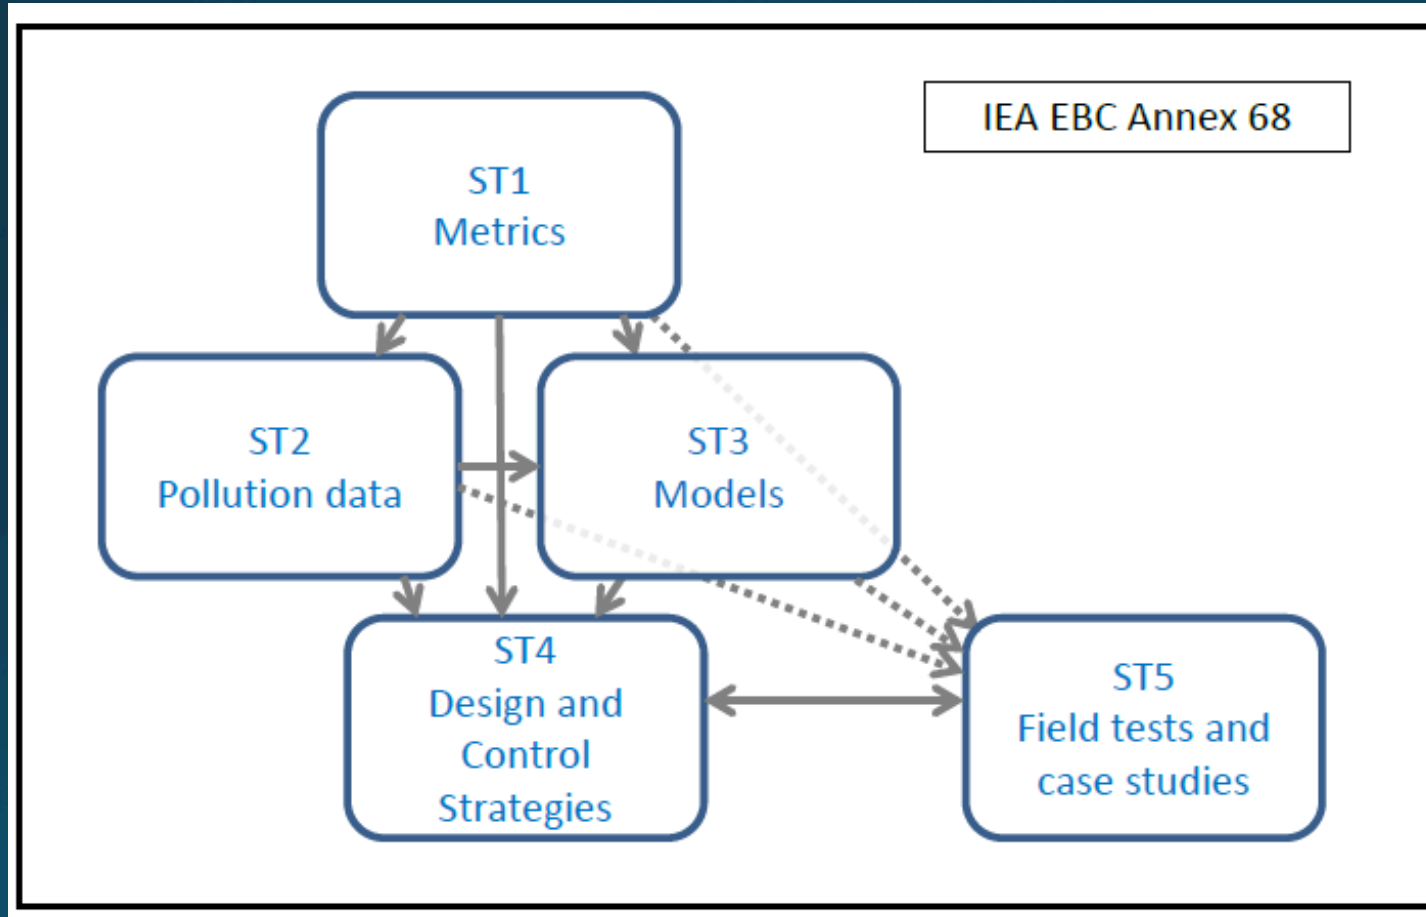 IEA EBC Annex 68
ST1
Metrics
ST2
Pollution data
ST3
Models
ST4
Design and
Control
Strategies
ST5
Field tests and
case studies